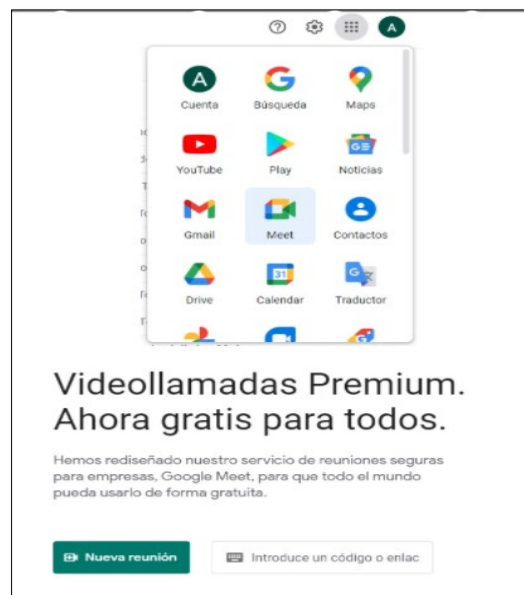 A
A
Cuenta Búsqueda Maps
YouTube Play Noticias
GE
Gmail Meet Contactos
31
G
Drive Calendar Traductor
Videollamadas Premium.
Ahora gratis para todos.
Hemos rediseñado nuestro servicio de reuniones seguras
para empresas, Google Meet, para que todo el mundo
pueda usarlo de forma gratuita.
Nueva reunión Introduce un código o enlac